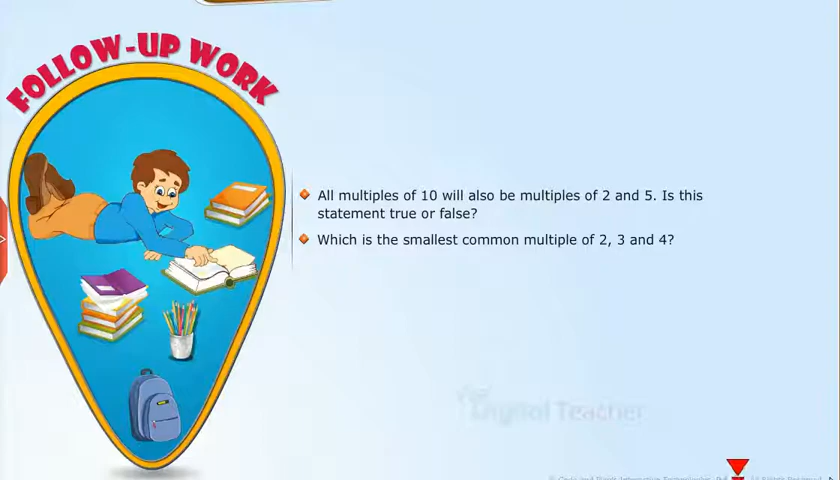 FOLLOW-UP WORK
All multiples of 10 will also be multiples of 2 and 5. Is this
statement true or false?
Which is the smallest common multiple of 2, 3 and 4?
Digital Teacher